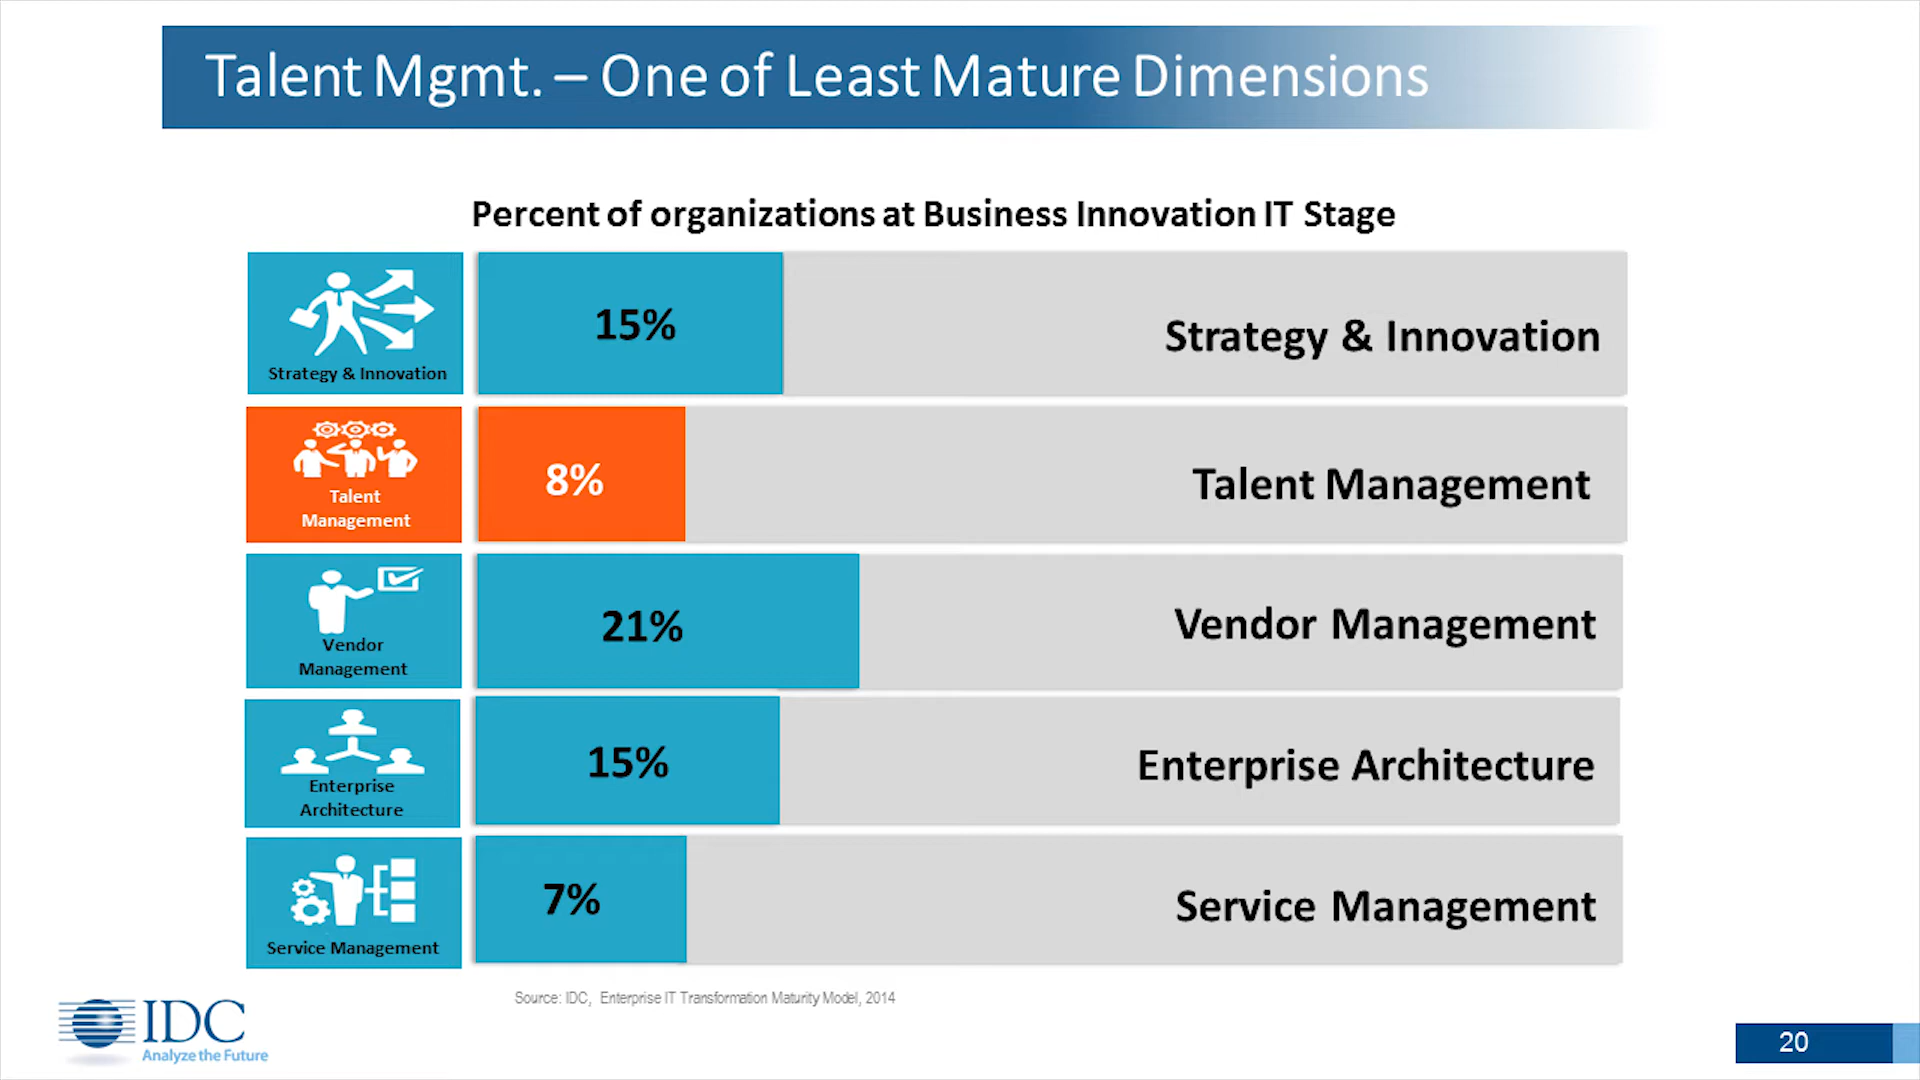 Talent Mgmt. – One of Least Mature Dimensions
Percent of organizations at Business Innovation IT Stage
Strategy & Innovation
15%
Strategy & Innovation
Talent
Management
8%
Talent Management
Vendor
Management
21%
Vendor Management
Enterprise
Architecture
15%
Enterprise Architecture
Service Management
7%
Service Management
Source: IDC, Enterprise IT Transformation Maturity Model, 2014
IDC
Analyze the Future
20